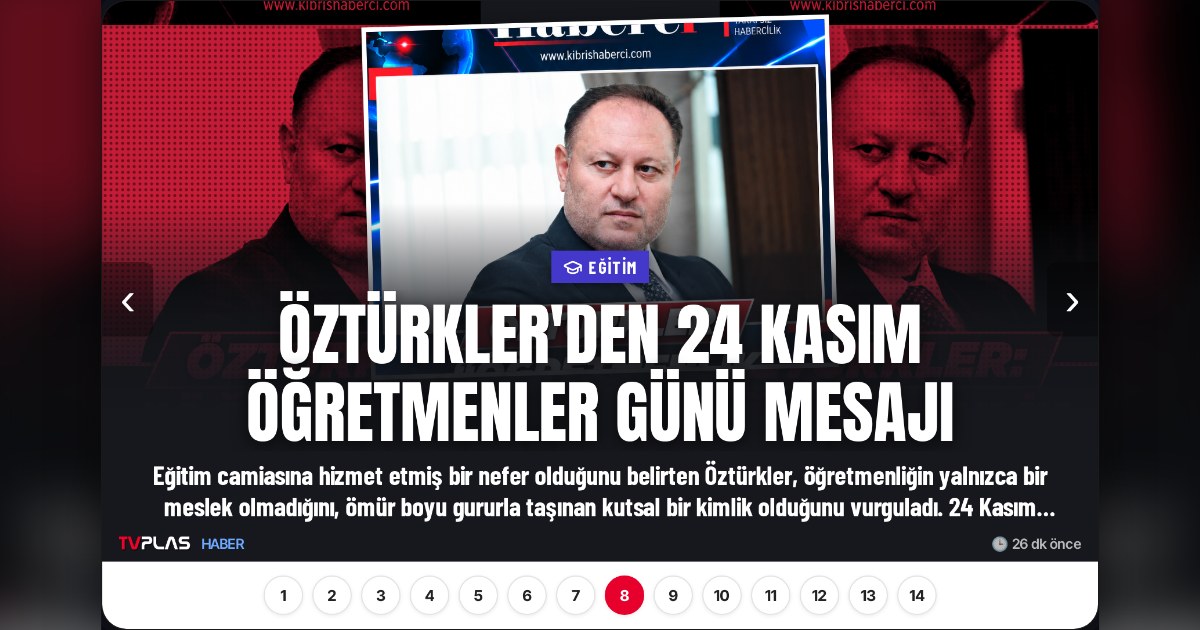 www.kibrishaberci.com
www.kibrishaberci.com
Haberci
HABERCİLİK
www.kibrishaberci.com
EĞİTİM
ÖZTÜRKLER'DEN 24 KASIM
ÖĞRETMENLER GÜNÜ MESAJI
Eğitim camiasına hizmet etmiş bir nefer olduğunu belirten Öztürkler, öğretmenliğin yalnızca bir
meslek olmadığını, ömür boyu gururla taşınan kutsal bir kimlik olduğunu vurguladı. 24 Kasım...
TVPLAS HABER
26 dk önce
1 2 3 4 5 6 7 8 9 10 11 12 13 14